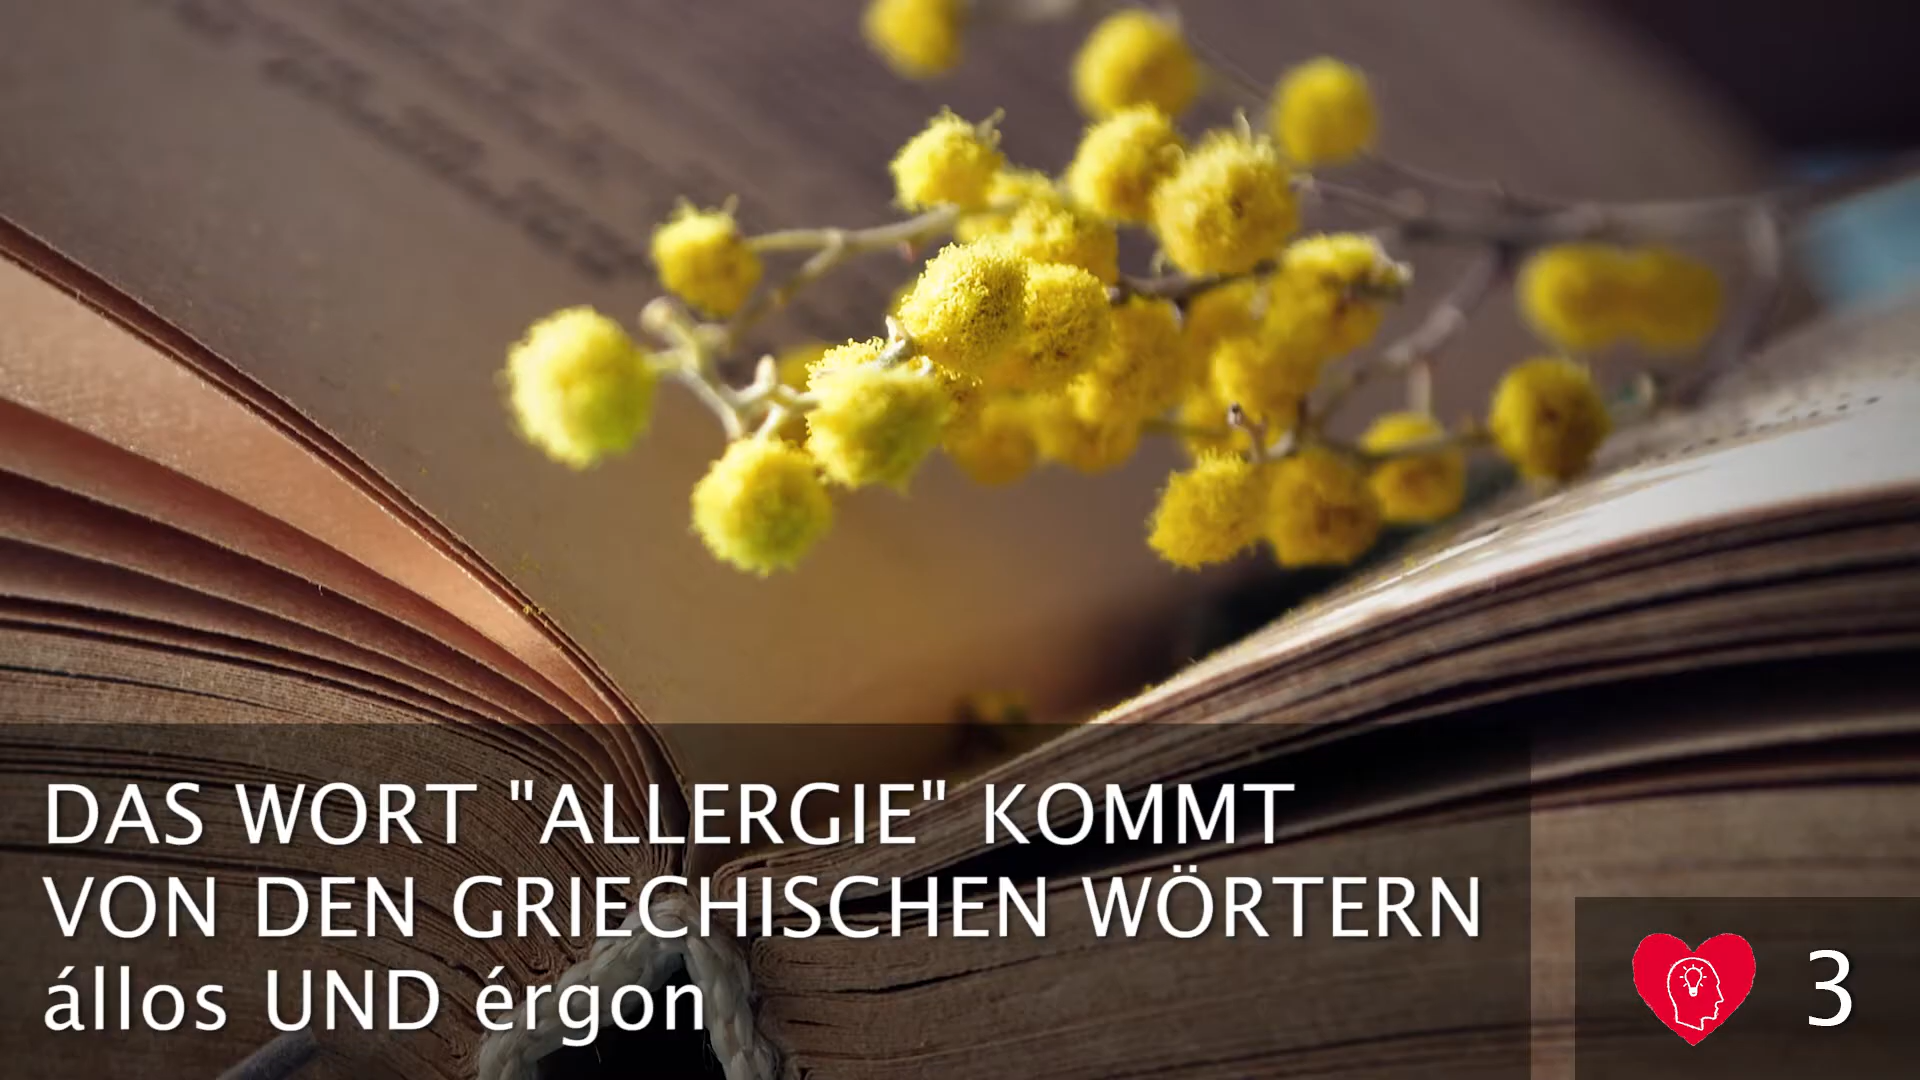 DAS WORT "ALLERGIE" KOMMT
VON DEN GRIECHISCHEN WÖRTERN
állos UND érgon
3